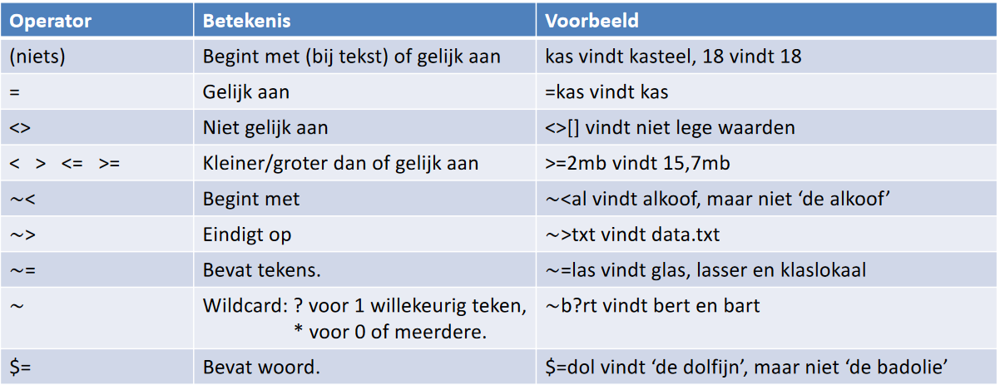 Operator Betekenis Voorbeeld
(niets) Begint met (bij tekst) of gelijk aan kas vindt kasteel, 18 vindt 18
= Gelijk aan =kas vindt kas
<> Niet gelijk aan <>[] vindt niet lege waarden
< > <= >= Kleiner/groter dan of gelijk aan >=2mb vindt 15,7mb
~< Begint met ~<al vindt alkoof, maar niet ‘de alkoof’
~> Eindigt op ~>txt vindt data.txt
~= Bevat tekens. ~=las vindt glas, lasser en klaslokaal
~ Wildcard: ? voor 1 willekeurig teken, ~b?rt vindt bert en bart
* voor 0 of meerdere.
$= Bevat woord. $=dol vindt ‘de dolfijn’, maar niet ‘de badolie’